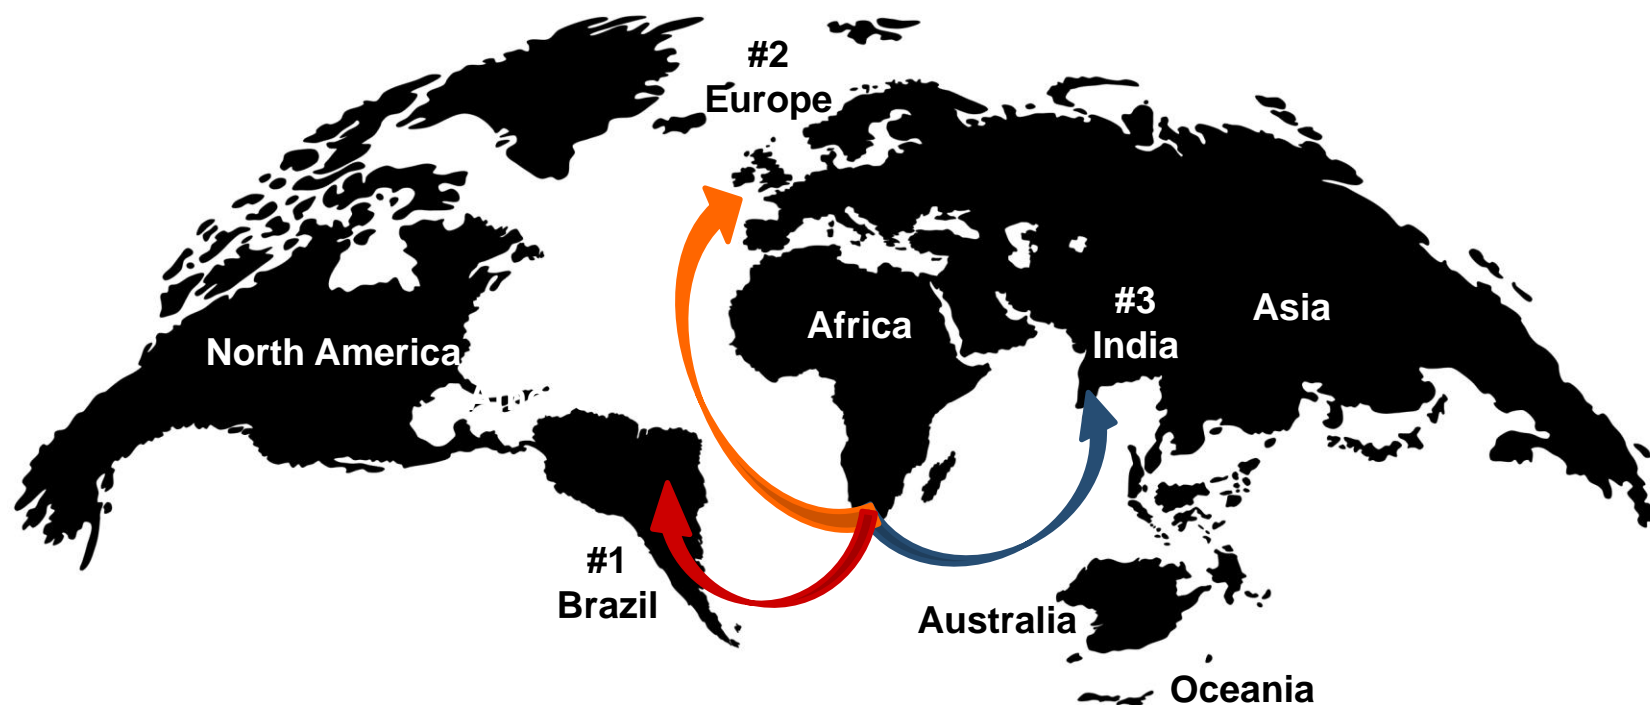 #2
Europe
#3
India
Asia
Africa
North America
#1
Brazil
Australia
Oceania